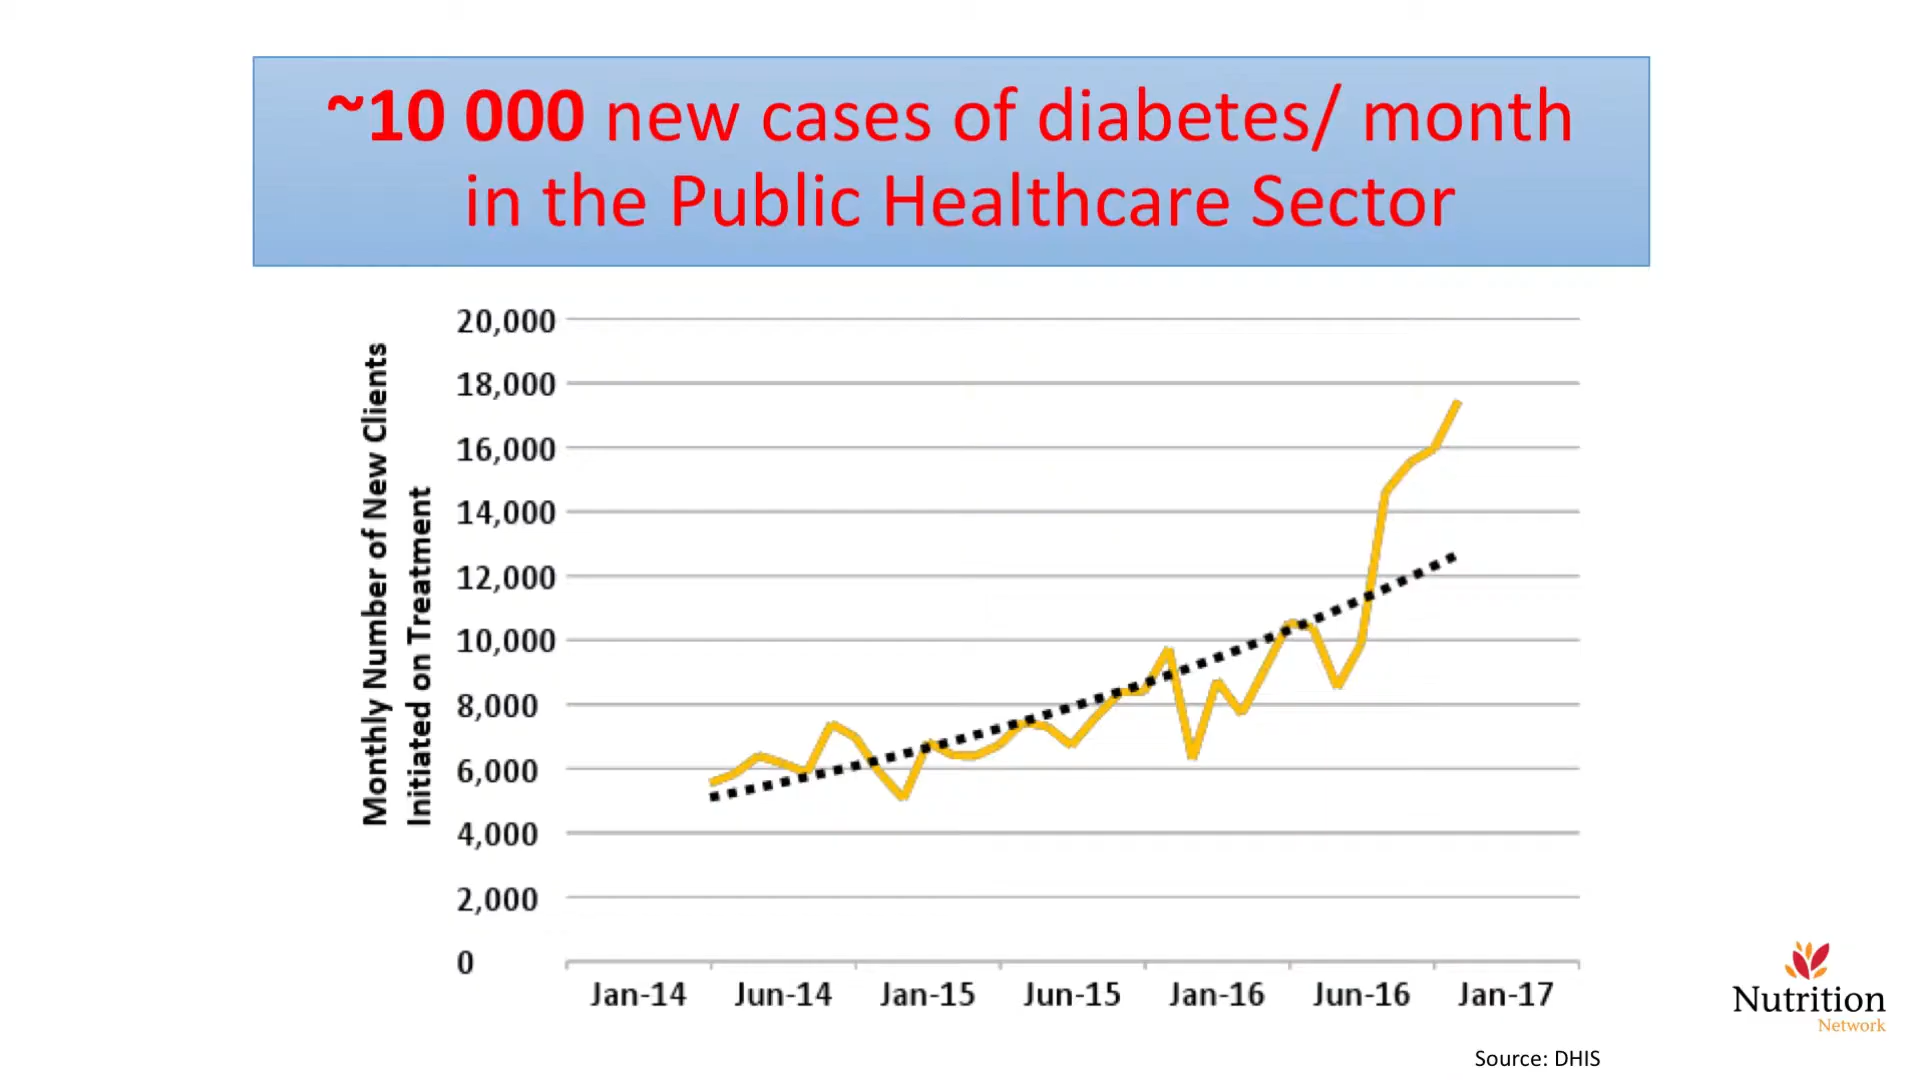 ~10 000 new cases of diabetes/ month
in the Public Healthcare Sector
Monthly Number of New Clients
Initiated on Treatment
20,000
18,000
16,000
14,000
12,000
10,000
8,000
6,000
4,000
2,000
0
Jan-14 Jun-14 Jan-15 Jun-15 Jan-16 Jun-16 Jan-17
Nutrition
Network
Source: DHIS